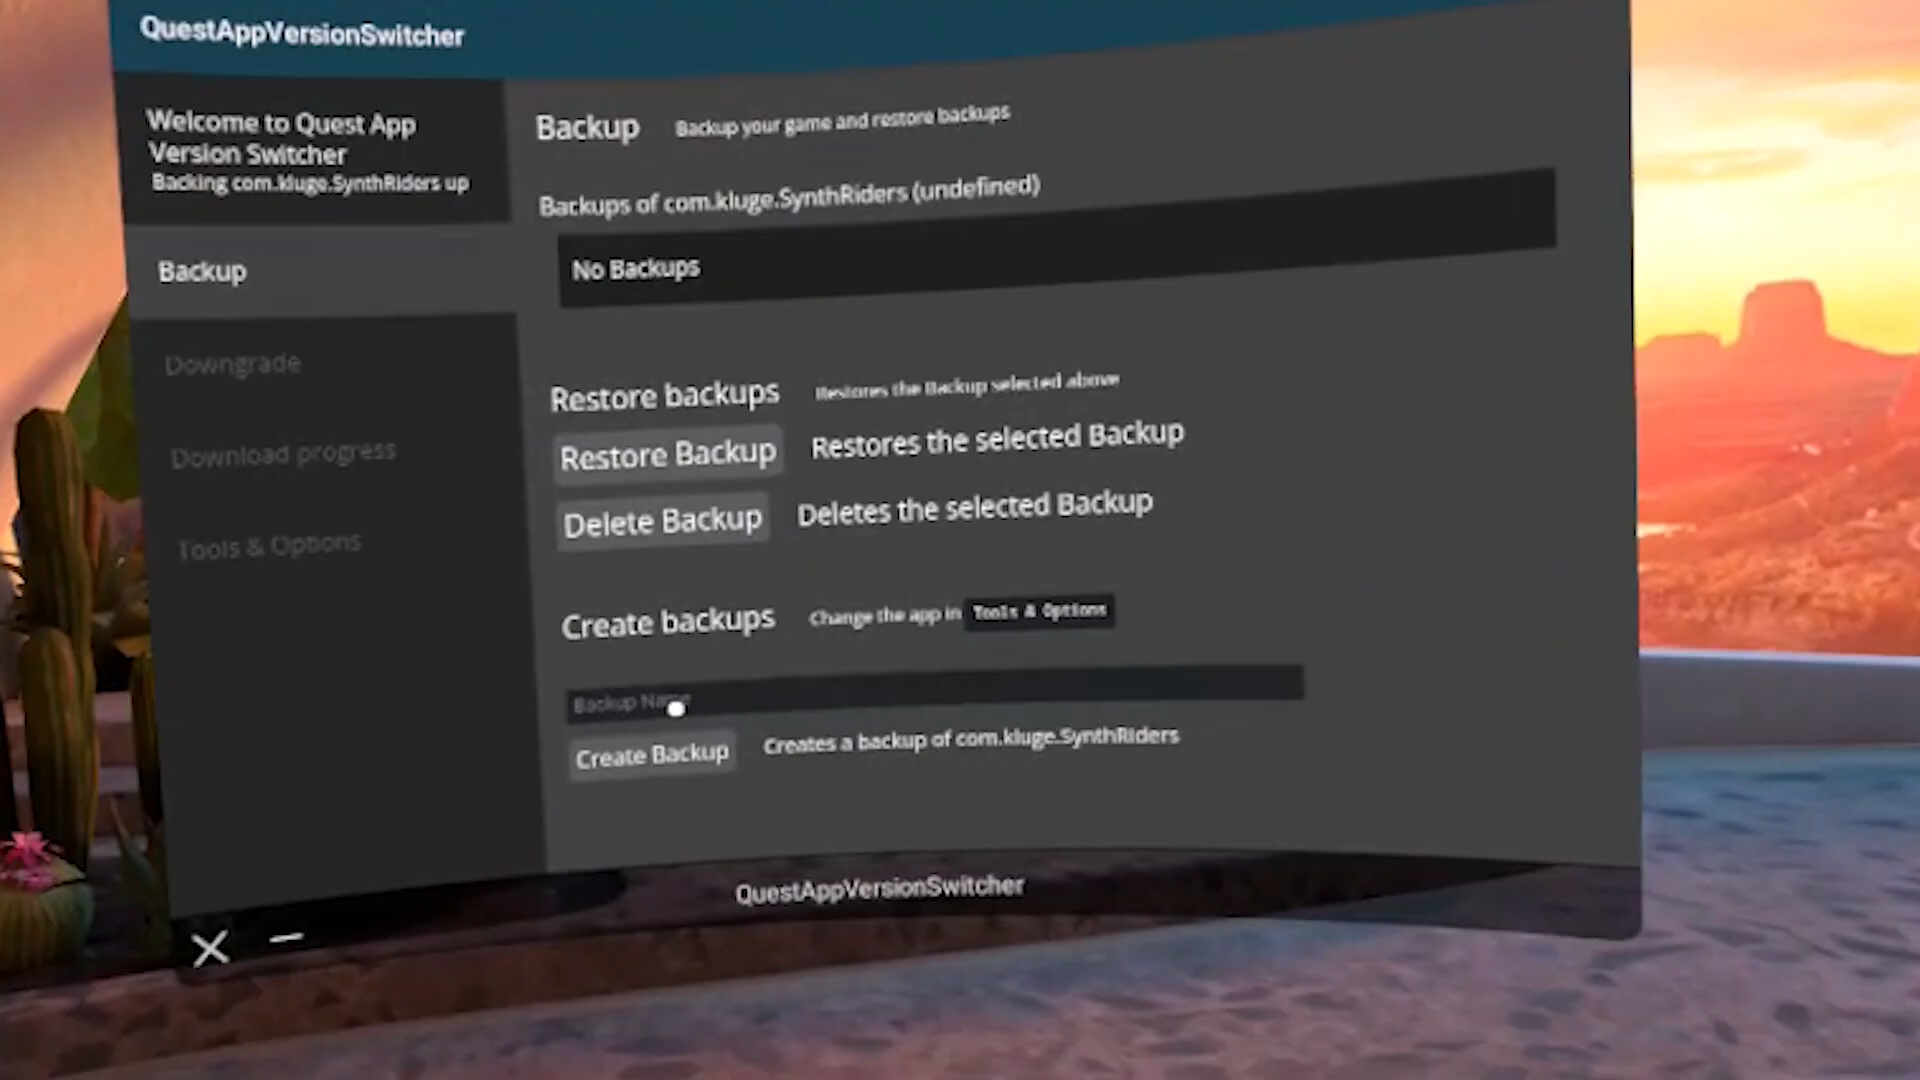 QuestAppVersionSwitcher
Welcome to Quest App
Version Switcher
Backing com.kluge.SynthRiders up
Backup
Downgrade
Download progress
Tools & Options
Backup Backup your game and restore backups
Backups of com.kluge.SynthRiders (undefined)
No Backups
Restore backups Restores the Backup selected above
Restore Backup Restores the selected Backup
Delete Backup Deletes the selected Backup
Create backups Change the app in Tools & Options
Backup Name
Create Backup Creates a backup of com.kluge.SynthRiders
QuestAppVersionSwitcher